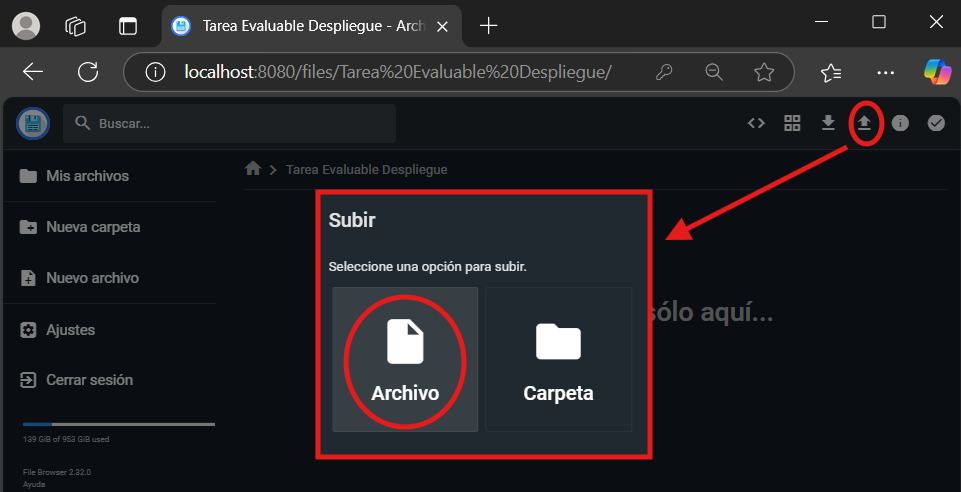 Tarea Evaluable Despliegue - Arch
localhost:8080/files/Tarea%20Evaluable%20Despliegue/
Buscar...
Mis archivos
Tarea Evaluable Despliegue
Nueva carpeta
Nuevo archivo
Ajustes
Cerrar sesión
139 GiB of 953 GiB used
File Browser 2.32.0
Ayuda
Subir
Seleccione una opción para subir.
Archivo
Carpeta
sólo aquí...